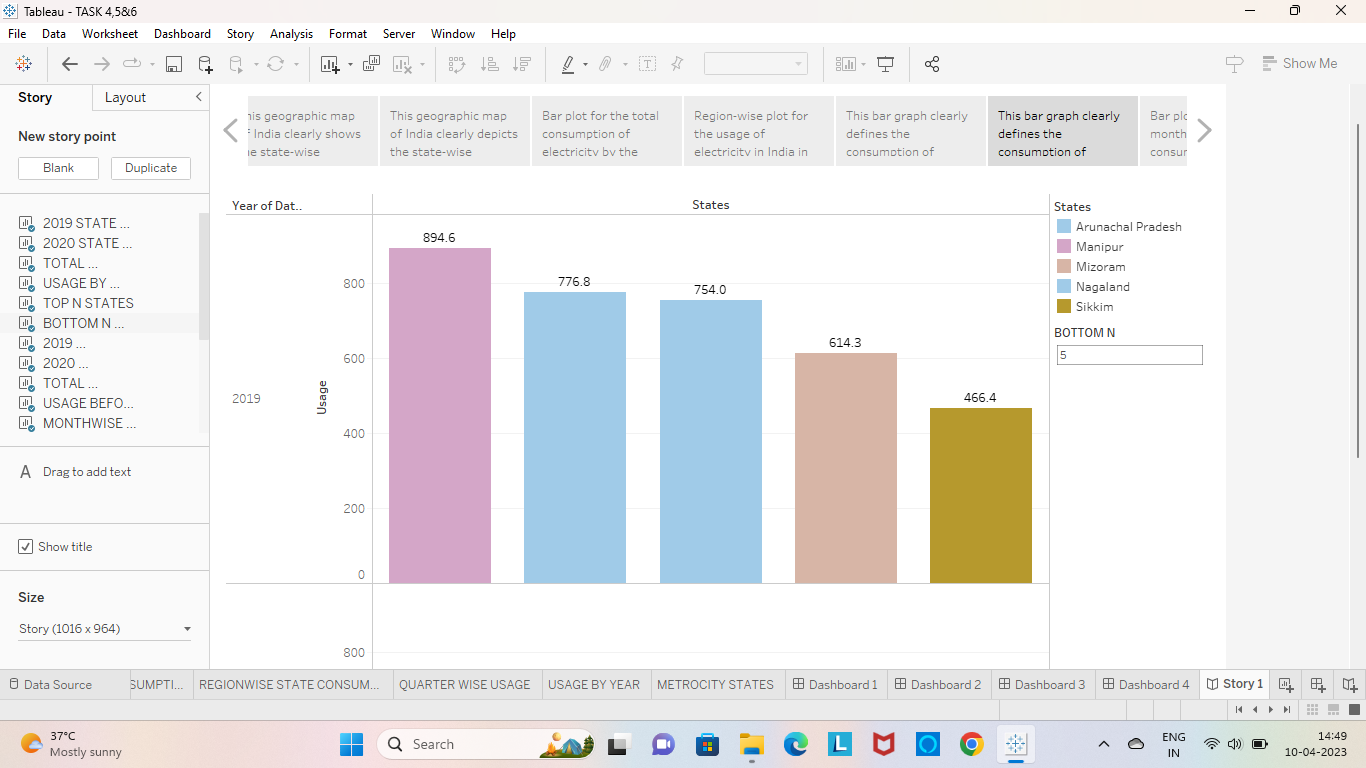 Tableau - TASK 4,5&6
File Data Worksheet Dashboard Story Analysis Format Server Window Help
Show Me
Story Layout
New story point
Blank Duplicate
2019 STATE ...
2020 STATE ...
TOTAL ...
USAGE BY ...
TOP N STATES
BOTTOM N ...
2019 ...
2020 ...
TOTAL ...
USAGE BEFO...
MONTHWISE ...
A Drag to add text
Show title
Size
Story (1016 x 964)
his geographic map
India clearly shows
state-wise
This geographic map
of India clearly depicts
the state-wise
Bar plot for the total
consumption of
electricity by the
Region-wise plot for
the usage of
electricity in India in
This bar graph clearly
defines the
consumption of
This bar graph clearly
defines the
consumption of
Bar plo
month
consur
Year of Dat.. States
894.6
776.8
754.0
614.3
466.4
800
600
400
200
0
800
2019
Usage
States
Arunachal Pradesh
Manipur
Mizoram
Nagaland
Sikkim
BOTTOM N
5
Data Source SUMPTI... REGIONWISE STATE CONSUM... QUARTER WISE USAGE USAGE BY YEAR METROCITY STATES Dashboard 1 Dashboard 2 Dashboard 3 Dashboard 4 Story 1
37°C
Mostly sunny
Search
L
ENG
IN
14:49
10-04-2023